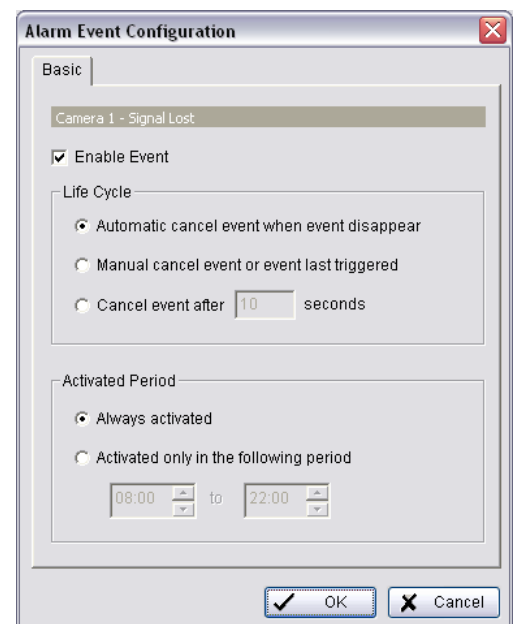 Alarm Event Configuration
Basic
Camera 1 - Signal Lost
Enable Event
Life Cycle
Automatic cancel event when event disappear
Manual cancel event or event last triggered
Cancel event after 10 seconds
Activated Period
Always activated
Activated only in the following period
08:00 to 22:00
OK Cancel